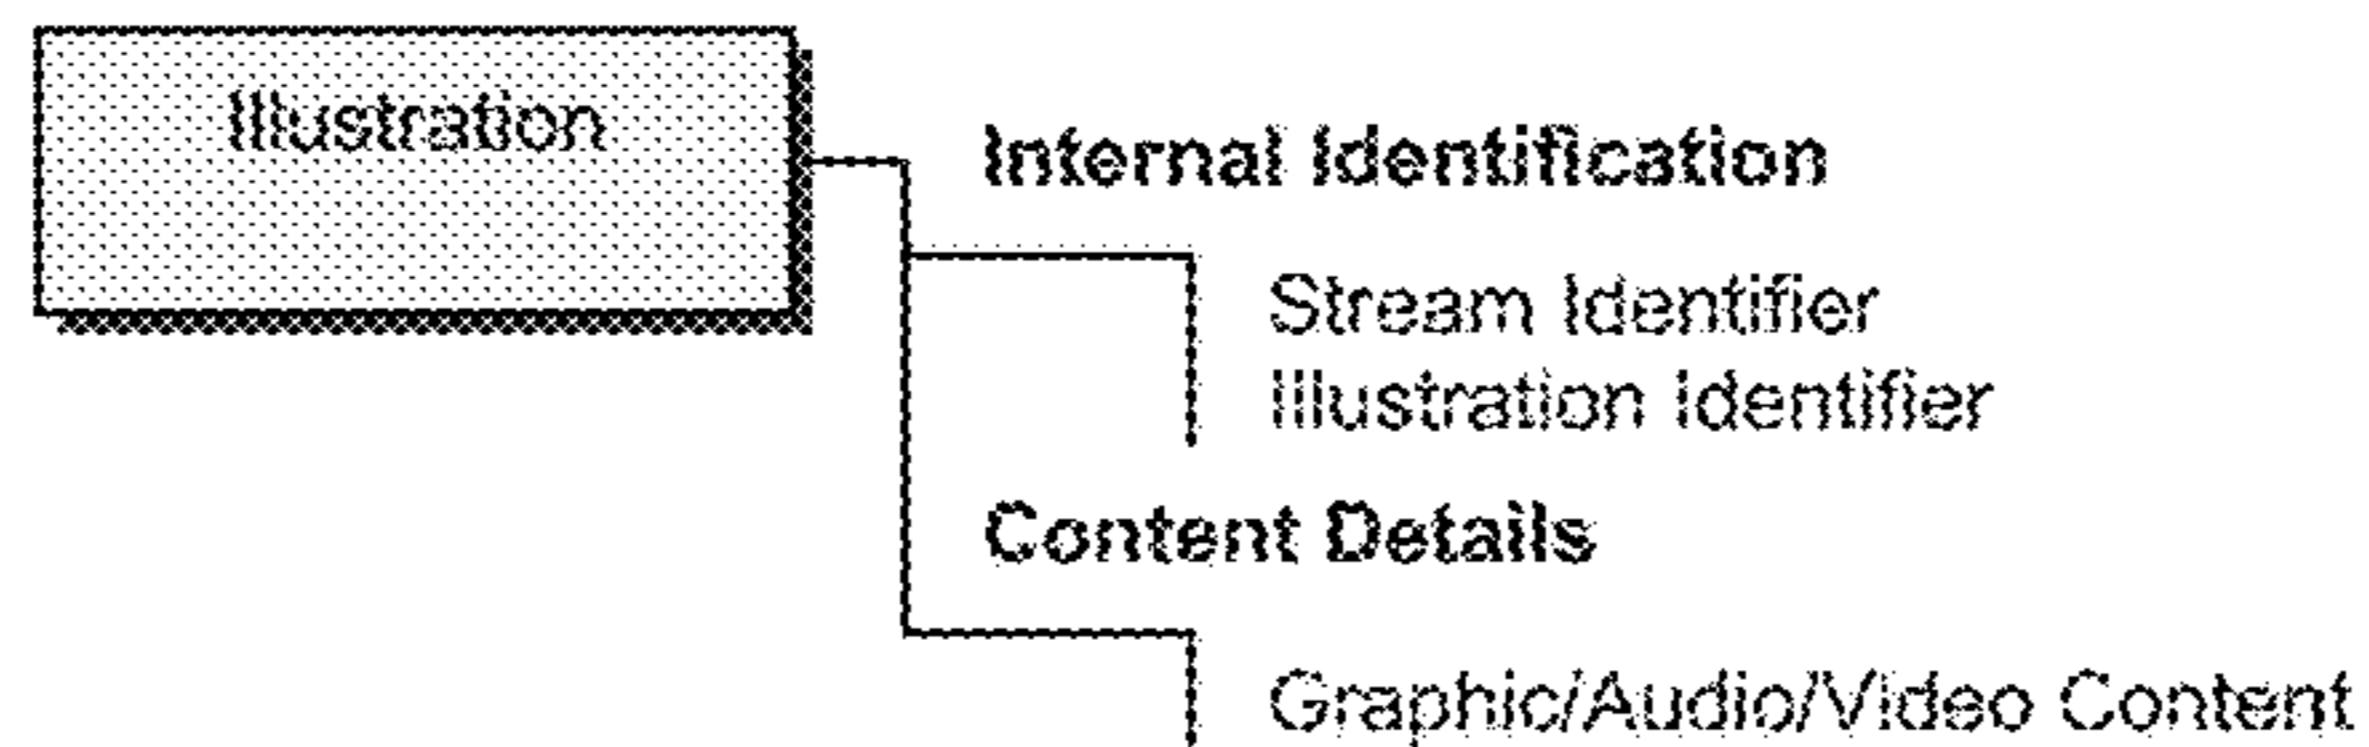 Illustration
Internal Identification
Stream Identifier
Illustration Identifier
Content Details
Graphic/Audio/Video Content